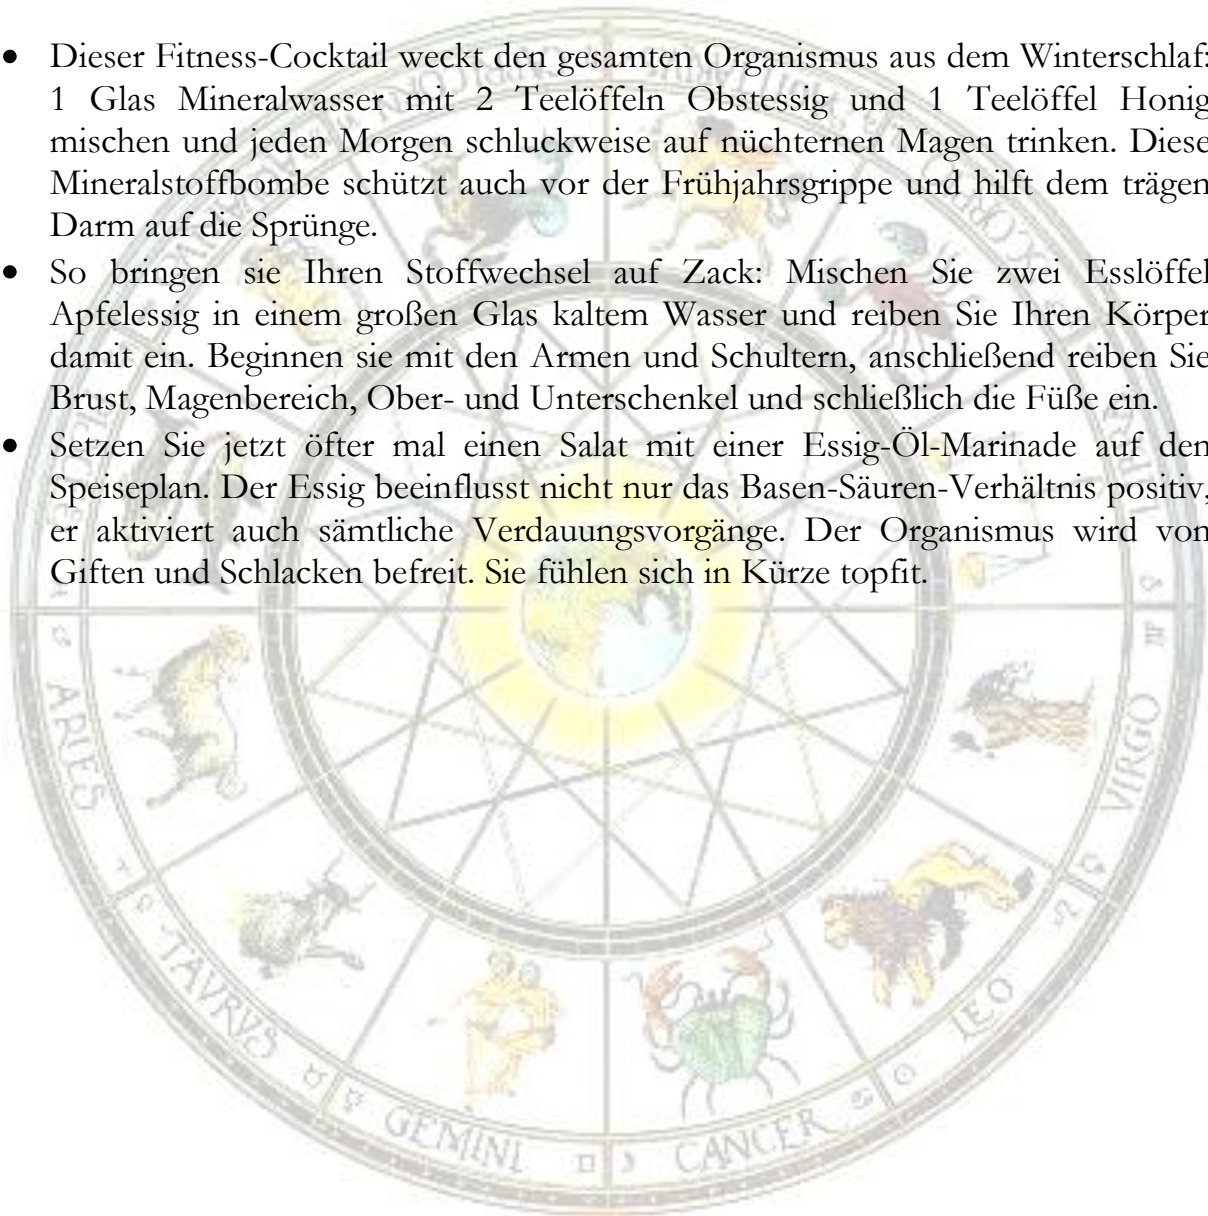 • Dieser Fitness-Cocktail weckt den gesamten Organismus aus dem Winterschlaf:
1 Glas Mineralwasser mit 2 Teelöffeln Obstessig und 1 Teelöffel Honig
mischen und jeden Morgen schluckweise auf nüchternen Magen trinken. Diese
Mineralstoffbombe schützt auch vor der Frühjahrsgrippe und hilft dem trägen
Darm auf die Sprünge.
• So bringen sie Ihren Stoffwechsel auf Zack: Mischen Sie zwei Esslöffel
Apfelessig in einem großen Glas kaltem Wasser und reiben Sie Ihren Körper
damit ein. Beginnen sie mit den Armen und Schultern, anschließend reiben Sie
Brust, Magenbereich, Ober- und Unterschenkel und schließlich die Füße ein.
• Setzen Sie jetzt öfter mal einen Salat mit einer Essig-Öl-Marinade auf den
Speiseplan. Der Essig beeinflusst nicht nur das Basen-Säuren-Verhältnis positiv,
er aktiviert auch sämtliche Verdauungsvorgänge. Der Organismus wird von
Giften und Schlacken befreit. Sie fühlen sich in Kürze topfit.
ARIES
VIRGO
TAVRVS
LEO
GEMINI
CANCER